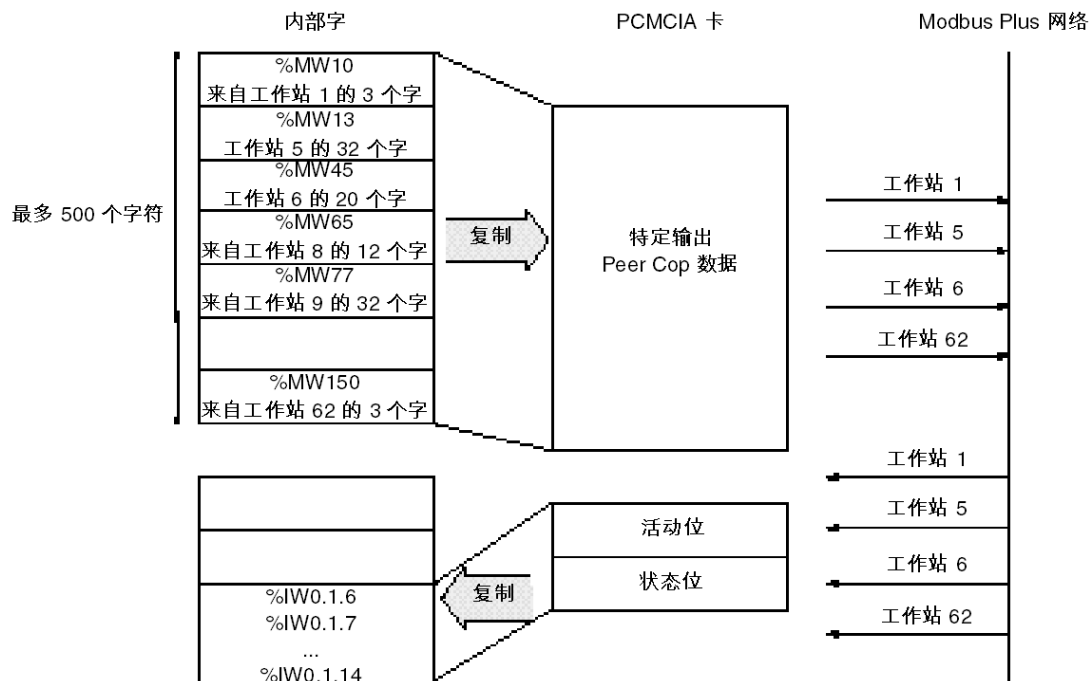 内部字
PCMCIA 卡
Modbus Plus 网络
%MW10
来自工作站 1 的 3 个字
%MW13
工作站 5 的 32 个字
%MW45
工作站 6 的 20 个字
%MW65
来自工作站 8 的 12 个字
%MW77
来自工作站 9 的 32 个字
%MW150
来自工作站 62 的 3 个字
最多 500 个字符
复制
特定输出
Peer Cop 数据
工作站 1
工作站 5
工作站 6
工作站 62
%IW0.1.6
%IW0.1.7
...
%IW0.1.14
复制
活动位
状态位
工作站 1
工作站 5
工作站 6
工作站 62